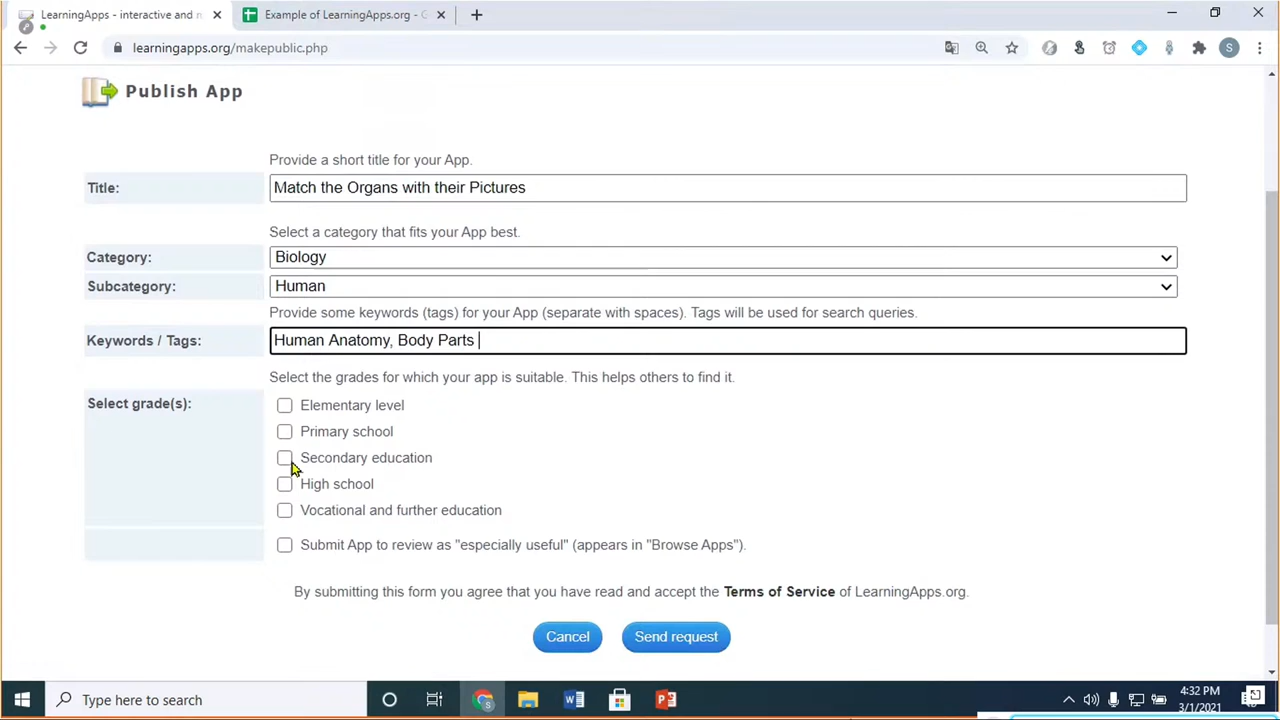 LearningApps - interactive and m
Example of LearningApps.org - G
learningapps.org/makepublic.php
S
Publish App
Provide a short title for your App.
Title: Match the Organs with their Pictures
Select a category that fits your App best.
Category: Biology
Subcategory: Human
Provide some keywords (tags) for your App (separate with spaces). Tags will be used for search queries.
Keywords / Tags: Human Anatomy, Body Parts
Select the grades for which your app is suitable. This helps others to find it.
Select grade(s):
Elementary level
Primary school
Secondary education
High school
Vocational and further education
Submit App to review as "especially useful" (appears in "Browse Apps").
By submitting this form you agree that you have read and accept the Terms of Service of LearningApps.org.
Cancel Send request
Type here to search
4:32 PM
3/1/2021